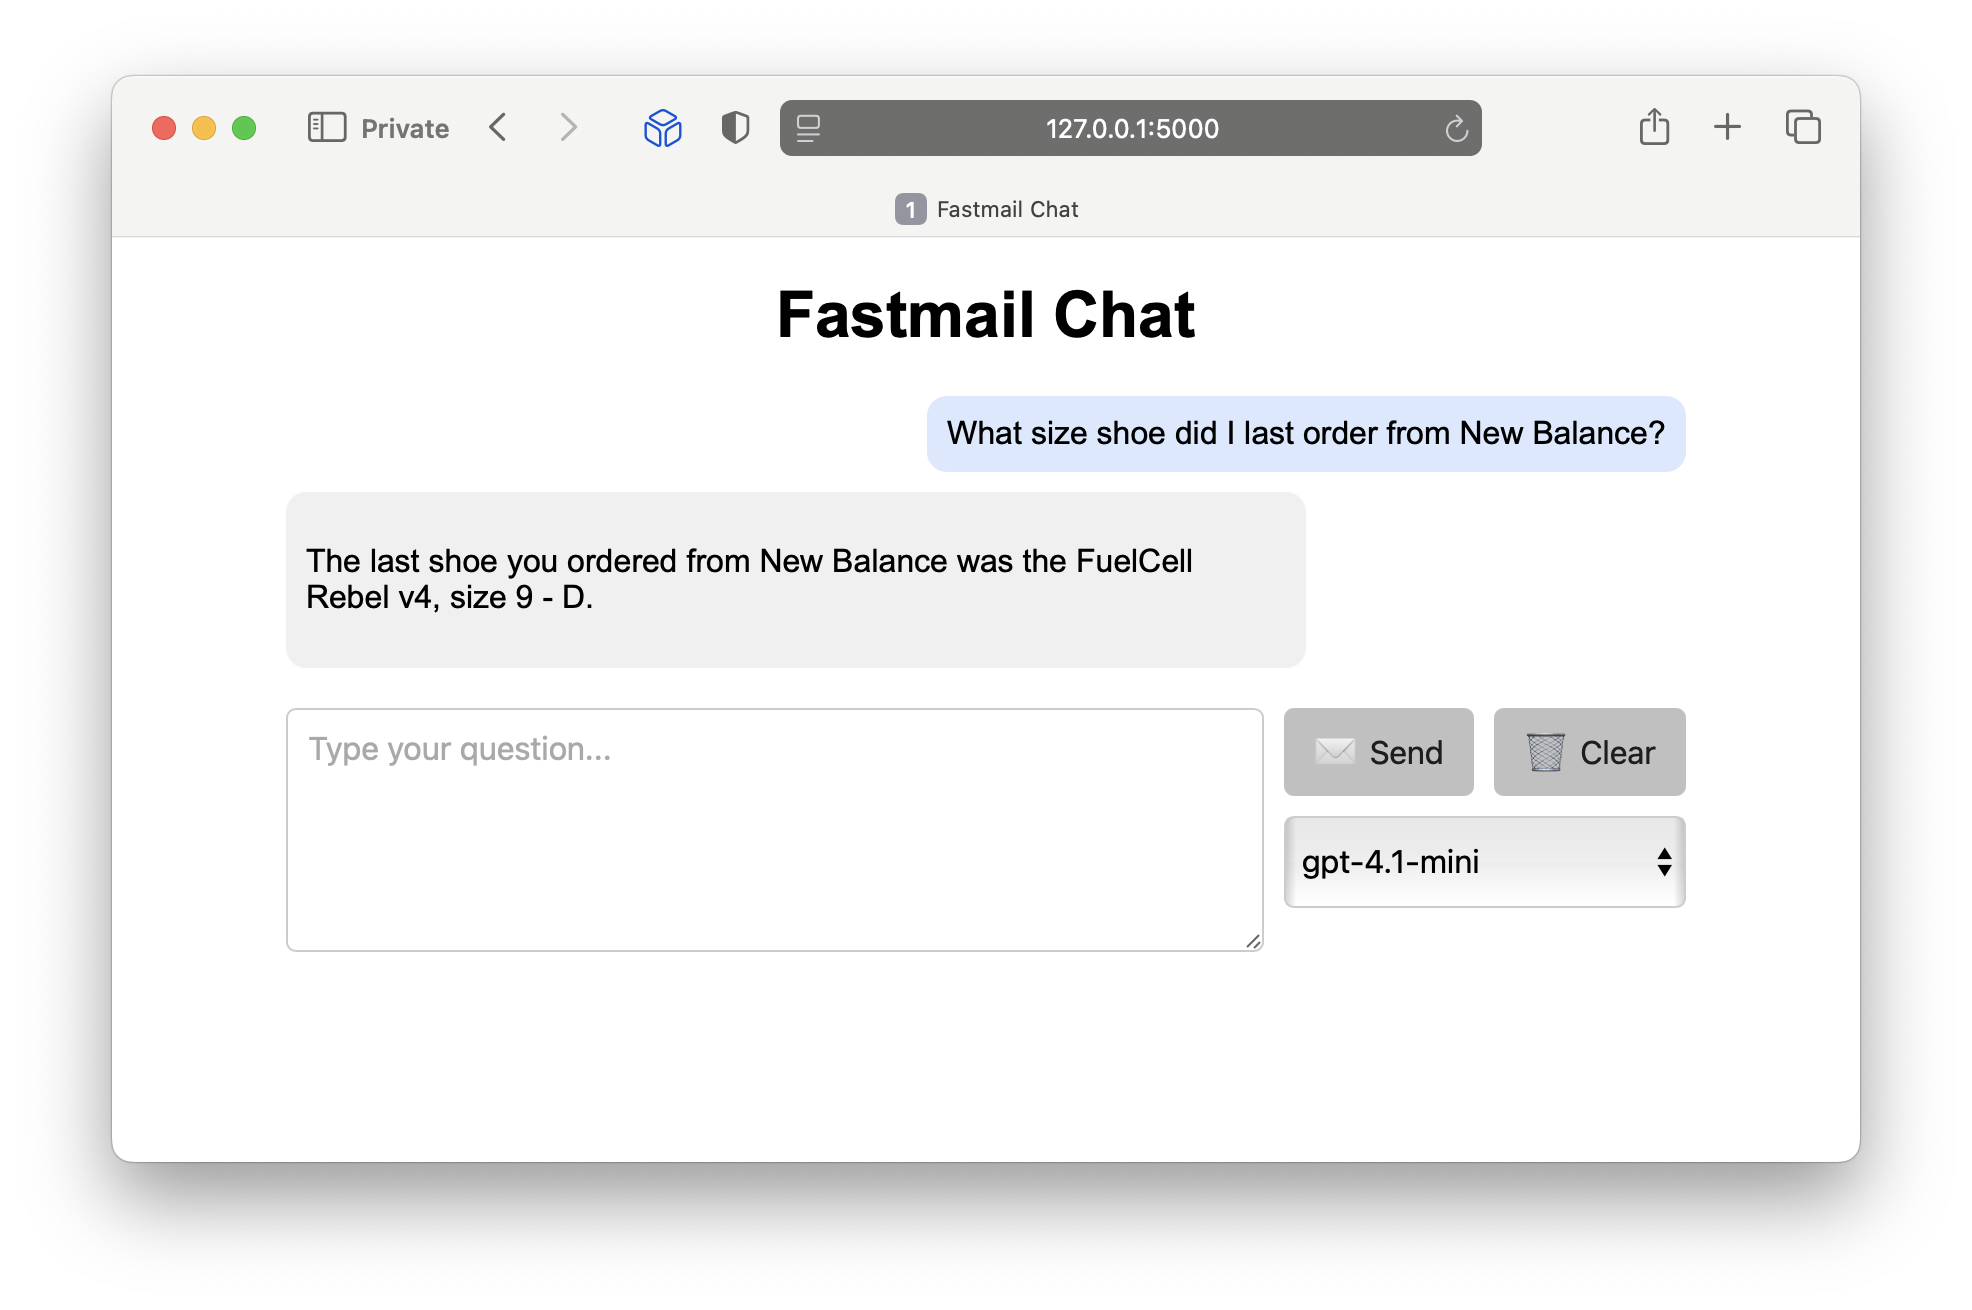 Private
127.0.0.1:5000
1 Fastmail Chat
Fastmail Chat
What size shoe did I last order from New Balance?
The last shoe you ordered from New Balance was the FuelCell
Rebel v4, size 9 - D.
Type your question...
Send
Clear
gpt-4.1-mini